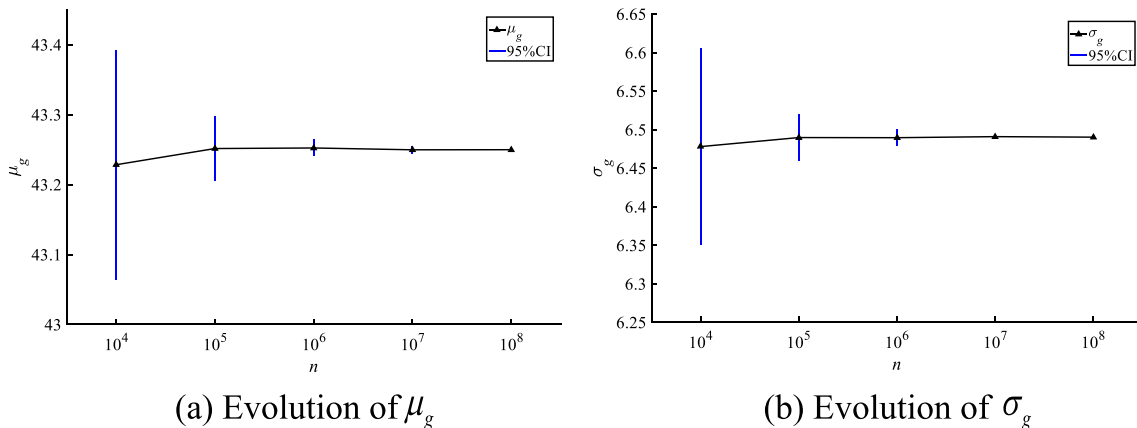 μg
95%CI
43.4
43.3
43.2
43.1
43
μg
10^4 10^5 10^6 10^7 10^8
n
(a) Evolution of μg
σg
95%CI
6.65
6.6
6.55
6.5
6.45
6.4
6.35
6.3
6.25
σg
10^4 10^5 10^6 10^7 10^8
n
(b) Evolution of σg